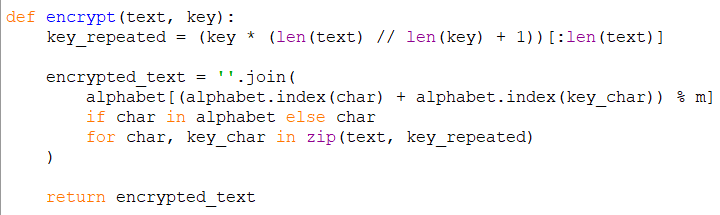 def encrypt(text, key):
    key_repeated = (key * (len(text) // len(key) + 1))[:len(text)]

    encrypted_text = ''.join(
        alphabet[(alphabet.index(char) + alphabet.index(key_char)) % m]
        if char in alphabet else char
        for char, key_char in zip(text, key_repeated)
    )

    return encrypted_text